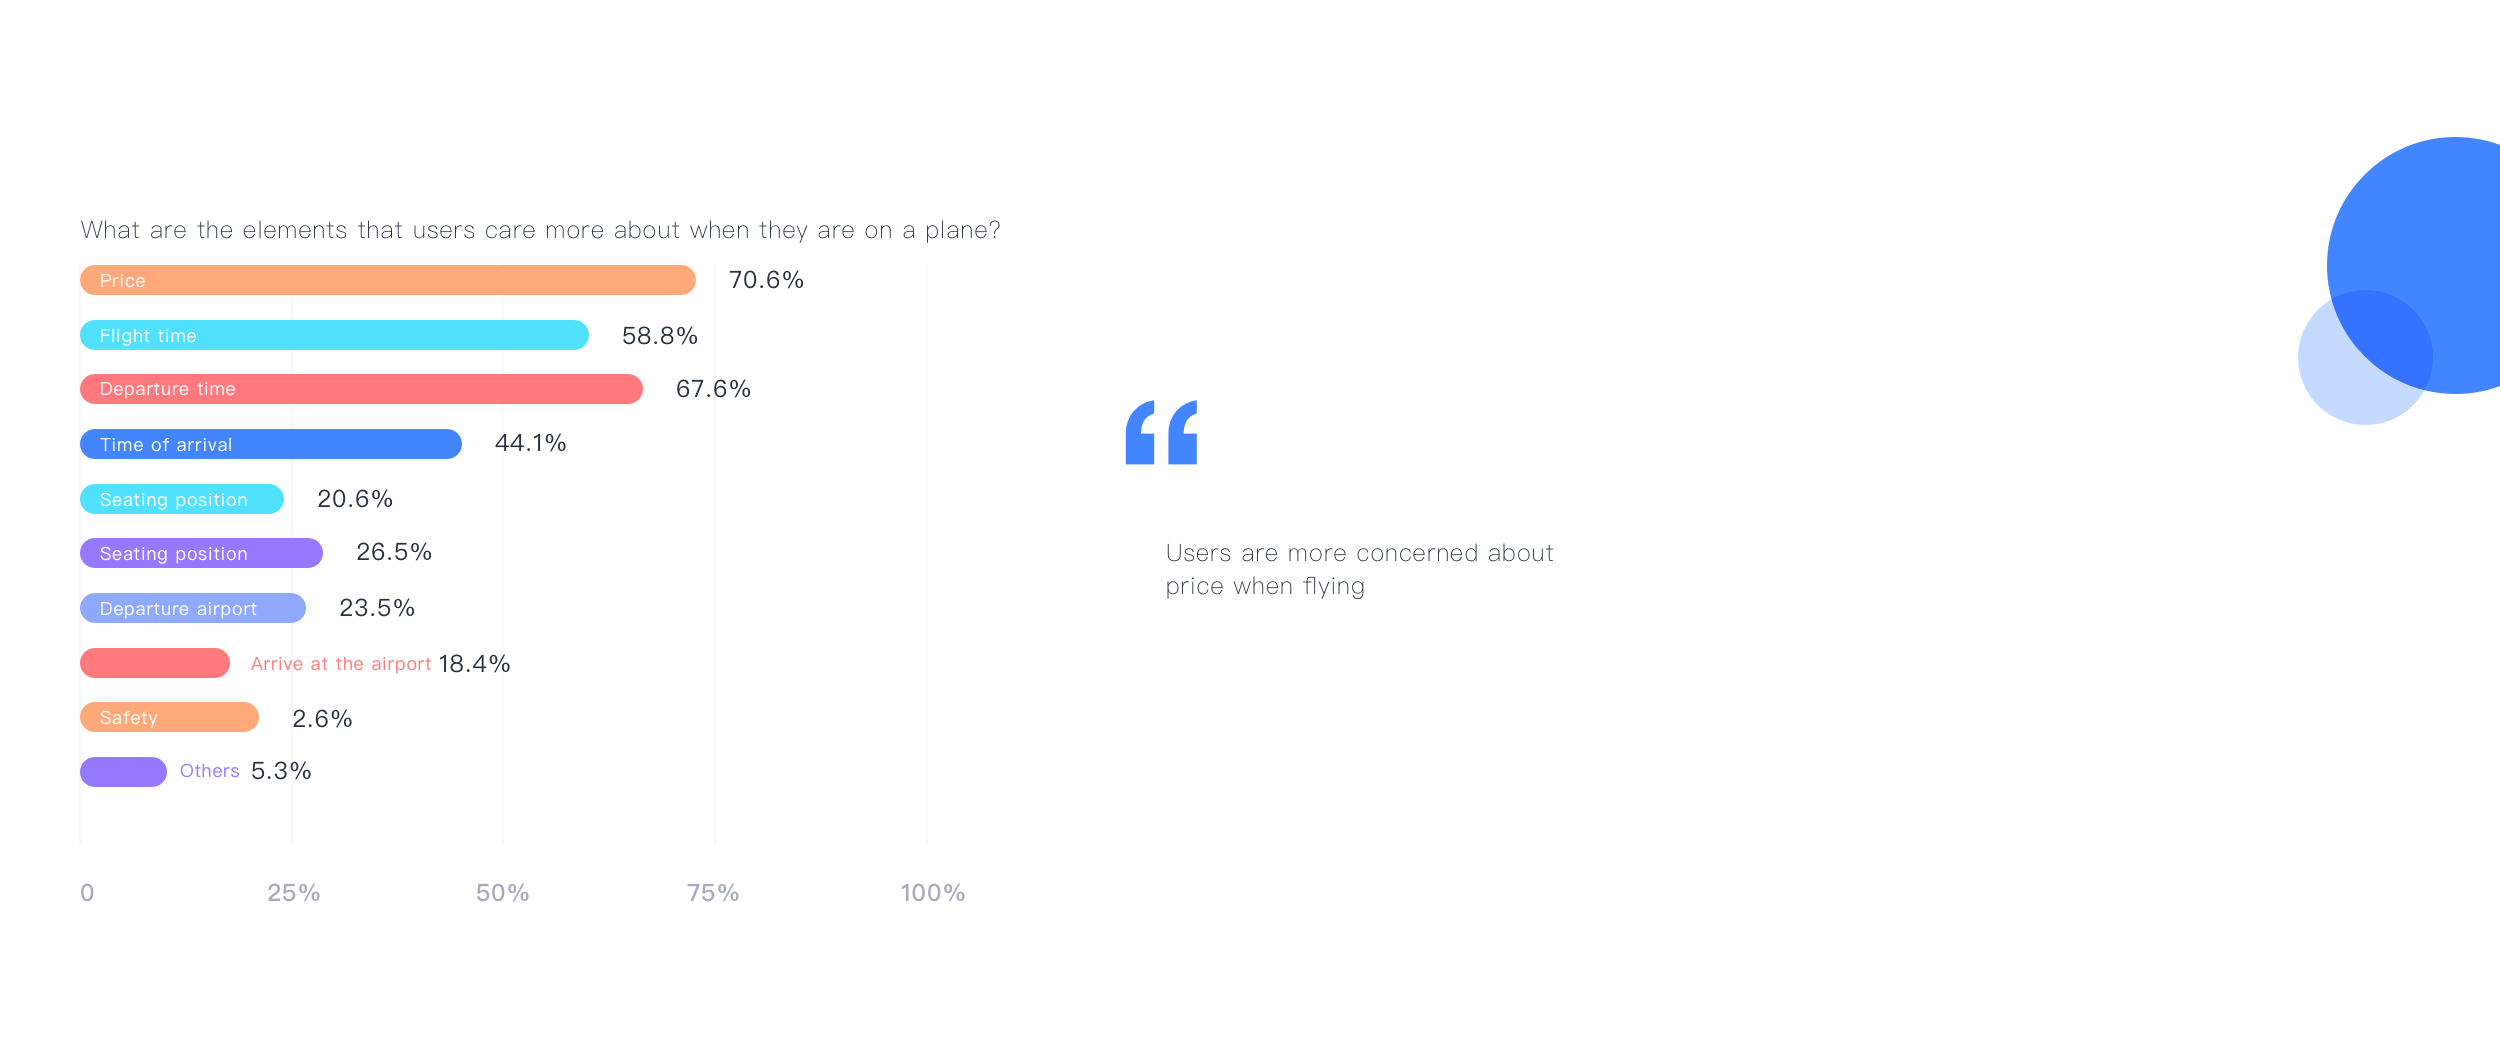 What are the elements that users care more about when they are on a plane?
Price 70.6%
Flight time 58.8%
Departure time 67.6%
Time of arrival 44.1%
Seating position 20.6%
Seating position 26.5%
Departure airport 23.5%
Arrive at the airport 18.4%
Safety 2.6%
Others 5.3%
0 25% 50% 75% 100%
“
Users are more concerned about
price when flying